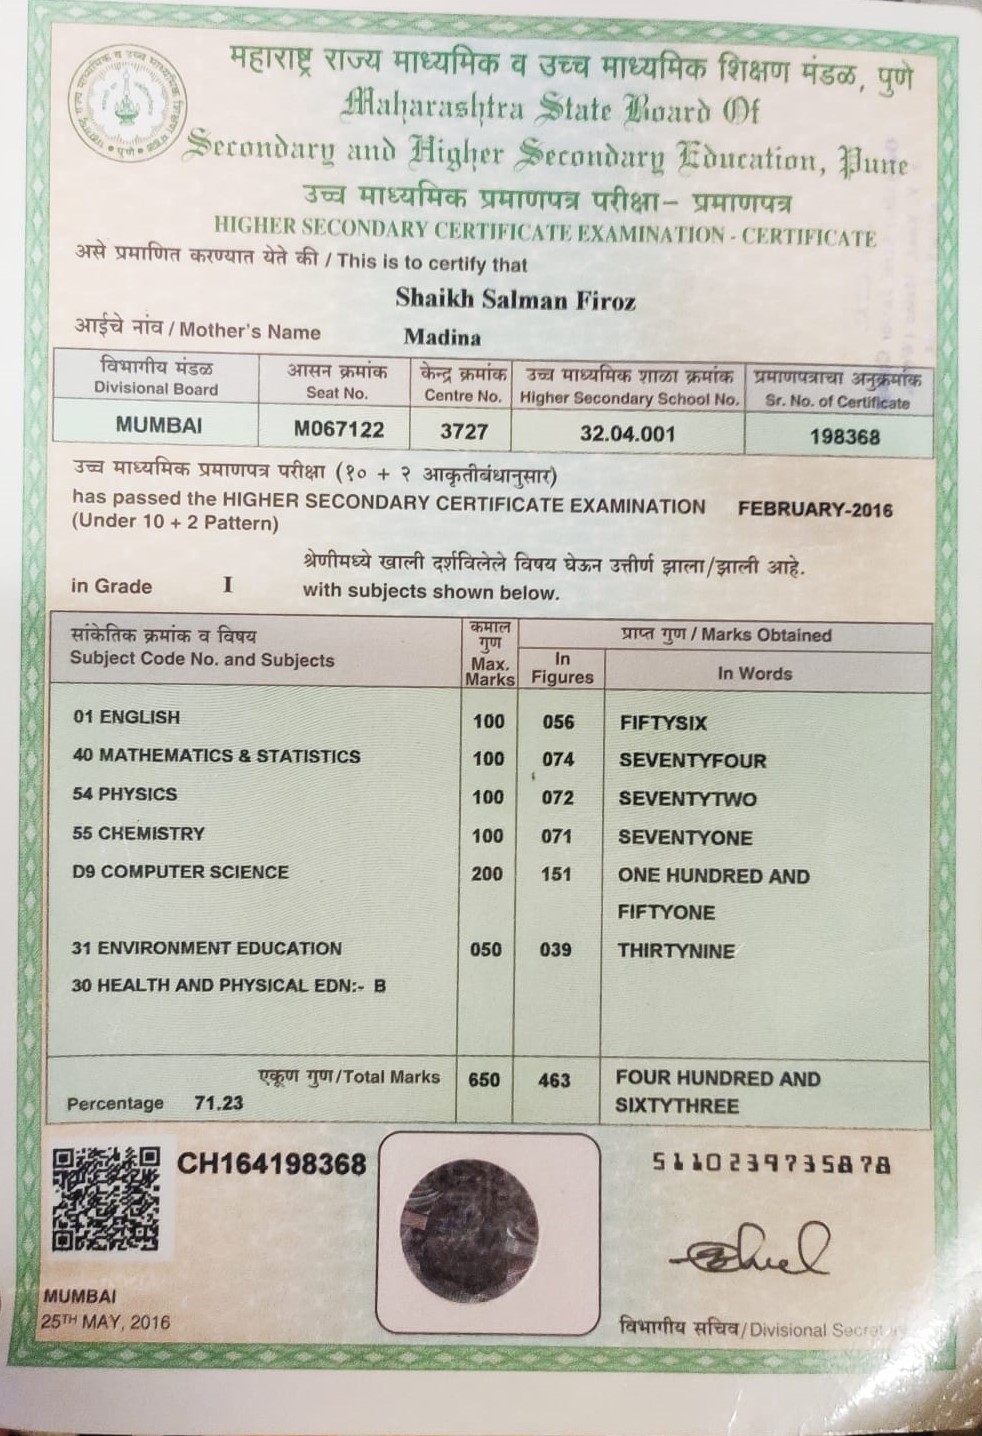 महाराष्ट्र राज्य माध्यमिक व उच्च माध्यमिक शिक्षण मंडळ, पुणे
Maharashtra State Board Of
Secondary and Higher Secondary Education, Pune
उच्च माध्यमिक प्रमाणपत्र परीक्षा– प्रमाणपत्र
HIGHER SECONDARY CERTIFICATE EXAMINATION - CERTIFICATE
असे प्रमाणित करण्यात येते की / This is to certify that
Shaikh Salman Firoz
आईचे नांव / Mother's Name Madina
विभागीय मंडळ आसन क्रमांक केन्द्र क्रमांक उच्च माध्यमिक शाळा क्रमांक प्रमाणपत्राचा अनुक्रमांक
Divisional Board Seat No. Centre No. Higher Secondary School No. Sr. No. of Certificate
MUMBAI M067122 3727 32.04.001 198368
उच्च माध्यमिक प्रमाणपत्र परीक्षा (१० + २ आकृतीबंधानुसार)
has passed the HIGHER SECONDARY CERTIFICATE EXAMINATION FEBRUARY-2016
(Under 10 + 2 Pattern)
श्रेणीमध्ये खाली दर्शविलेले विषय घेऊन उत्तीर्ण झाला/झाली आहे.
in Grade I with subjects shown below.
सांकेतिक क्रमांक व विषय कमाल गुण प्राप्त गुण / Marks Obtained
Subject Code No. and Subjects Max. Marks In Figures In Words
01 ENGLISH 100 056 FIFTYSIX
40 MATHEMATICS & STATISTICS 100 074 SEVENTYFOUR
54 PHYSICS 100 072 SEVENTYTWO
55 CHEMISTRY 100 071 SEVENTYONE
D9 COMPUTER SCIENCE 200 151 ONE HUNDRED AND
FIFTYONE
31 ENVIRONMENT EDUCATION 050 039 THIRTYNINE
30 HEALTH AND PHYSICAL EDN:- B
एकूण गुण/Total Marks 650 463 FOUR HUNDRED AND
Percentage 71.23 SIXTYTHREE
CH164198368 5110239735878
MUMBAI
25TH MAY, 2016
विभागीय सचिव/Divisional Secretary